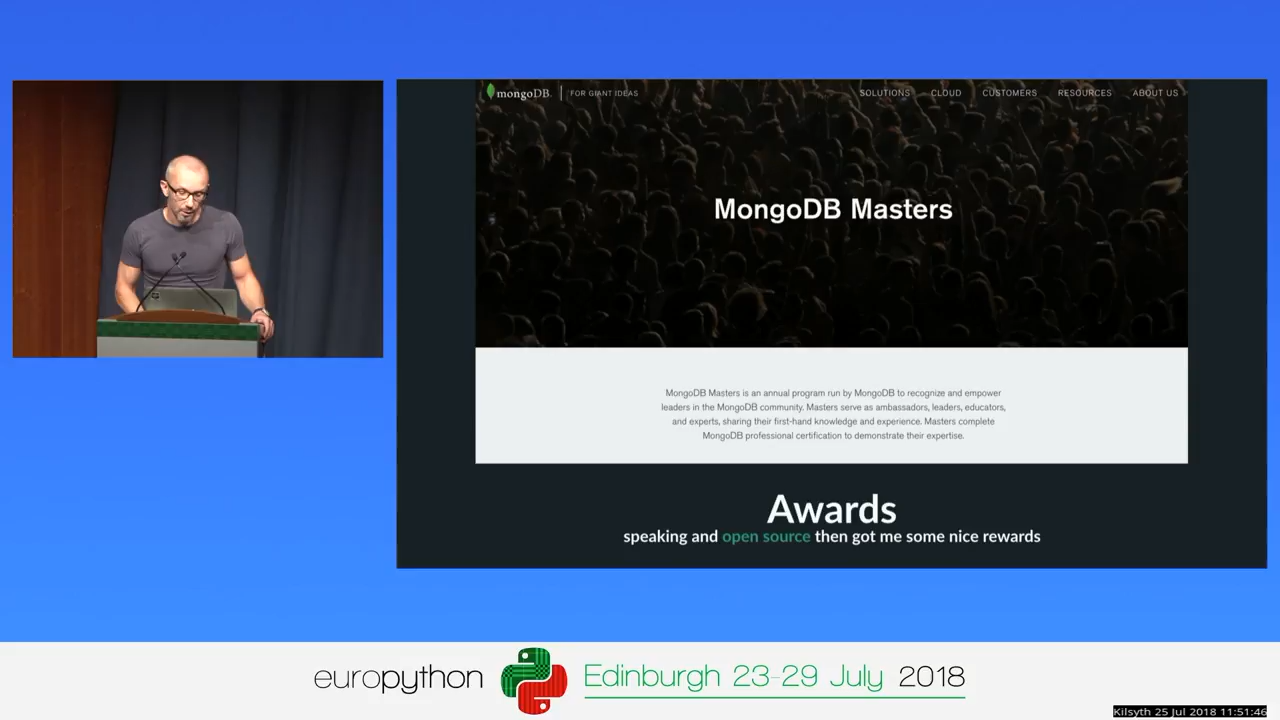 mongoDB. FOR GIANT IDEAS SOLUTIONS CLOUD CUSTOMERS RESOURCES ABOUT US
MongoDB Masters
MongoDB Masters is an annual program run by MongoDB to recognize and empower
leaders in the MongoDB community. Masters serve as ambassadors, leaders, educators,
and experts, sharing their first-hand knowledge and experience. Masters complete
MongoDB professional certification to demonstrate their expertise.
Awards
speaking and open source then got me some nice rewards
europython Edinburgh 23-29 July 2018
Kilsyth 25 Jul 2018 11:51:46